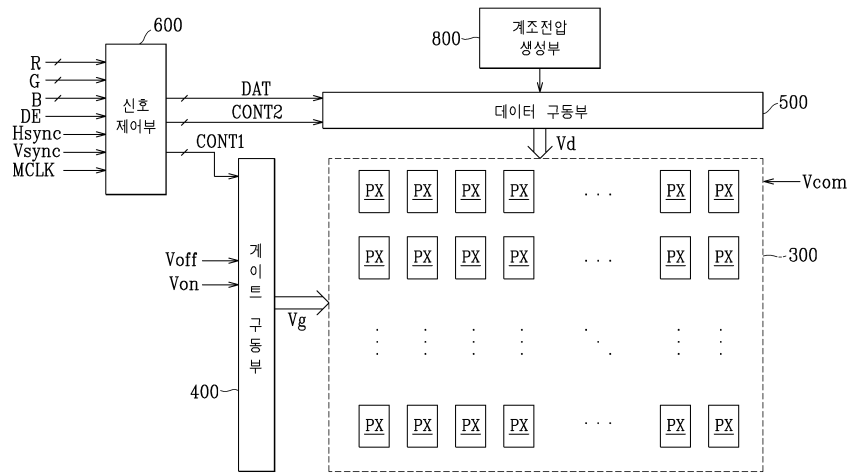 600
R
G
B
DE
Hsync
Vsync
MCLK
신호
제어부
DAT
CONT2
CONT1
800
계조전압
생성부
데이터 구동부
500
Vd
Vcom
300
Voff
Von
게이트 구동부
400
Vg
PX PX PX PX . . . PX PX
PX PX PX PX . . . PX PX
PX PX PX PX . . . PX PX